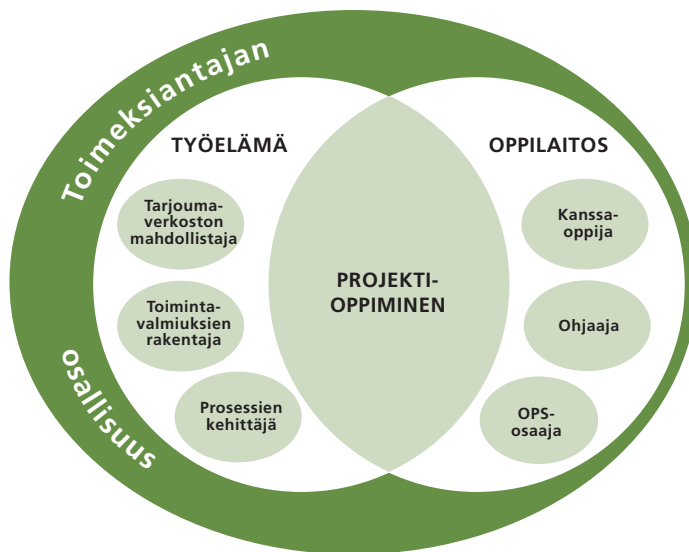 Toimeksiantajan
osallisuus
TYÖELÄMÄ
Tarjouma-
verkoston
mahdollistaja
Toiminta-
valmiuksien
rakentaja
Prosessien
kehittäjä
PROJEKTI-
OPPIMINEN
OPPILAITOS
Kanssa-
oppija
Ohjaaja
OPS-
osaaja